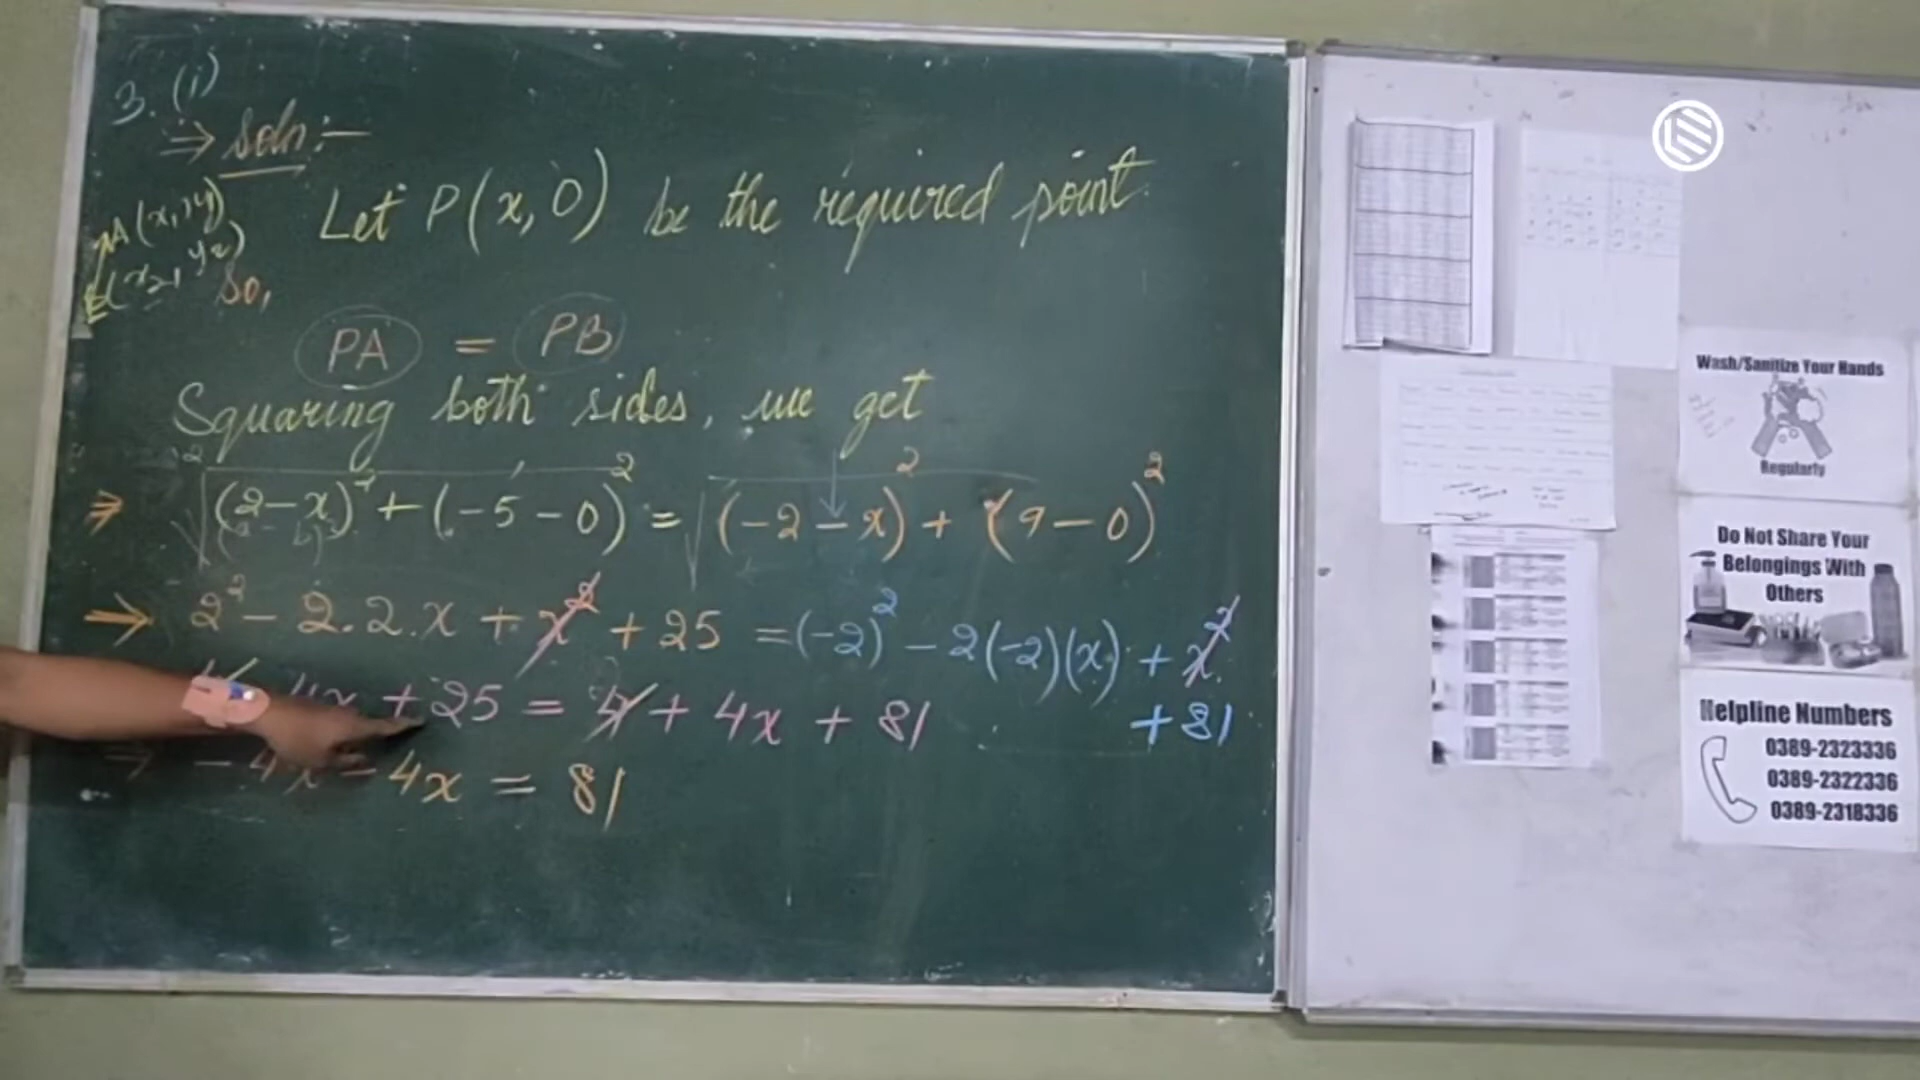 3. (i)
⇒ Soln :-
A(x, y)
(x2, y2)
Let P(x, 0) be the required point.
So,
PA = PB
Squaring both sides, we get
⇒ √(2-x)² + (-5-0)² = √(-2-x)² + (9-0)²
⇒ 2² - 2.2.x + x² + 25 = (-2)² - 2(-2)(x) + x²
+ 81
4x + 25 = 4 + 4x + 81
⇒ - 4x - 4x = 81
Wash/Sanitize Your Hands
Regularly
Do Not Share Your
Belongings With
Others
Helpline Numbers
0389-2323336
0389-2322336
0389-2318336